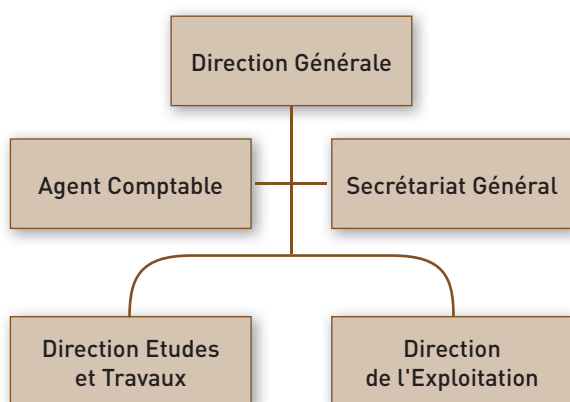 Direction Générale
Agent Comptable
Secrétariat Général
Direction Etudes
et Travaux
Direction
de l'Exploitation